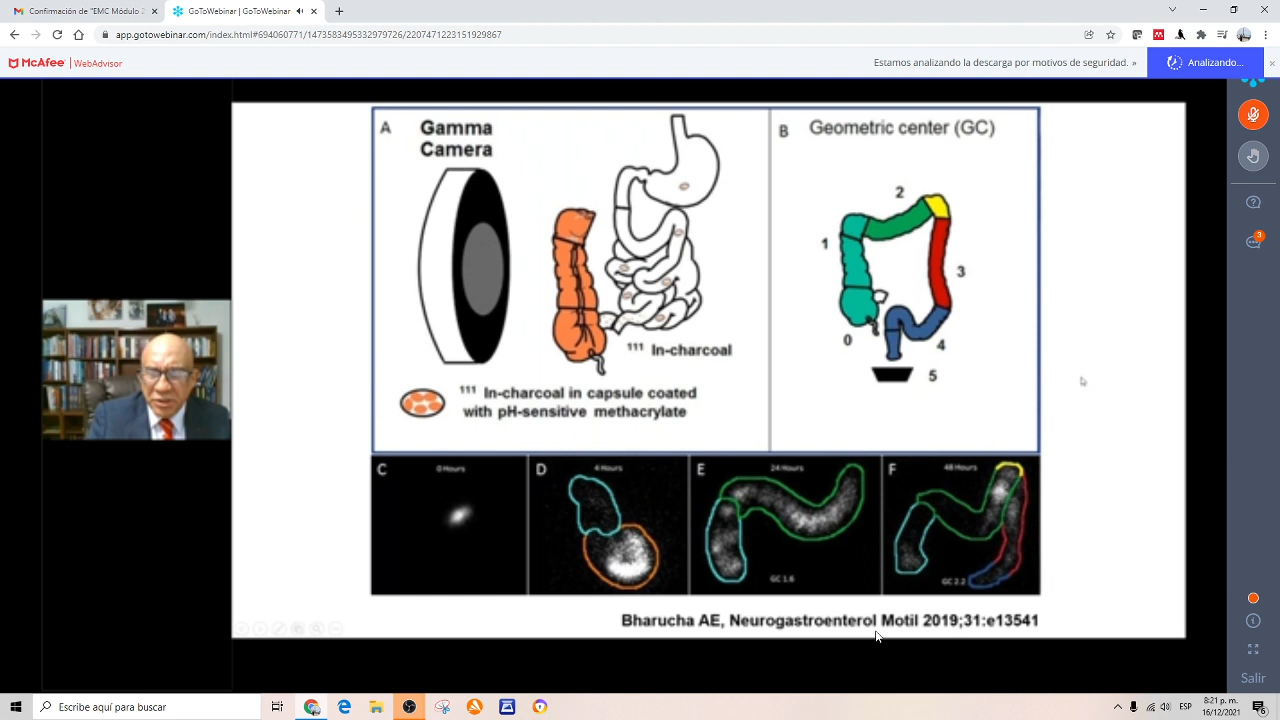 Confirmación de "EMC Módulo 2
GoToWebinar | GoToWebinar
app.gotowebinar.com/index.html#694060771/1473583495332979726/2207471223151929867
McAfee | WebAdvisor
Estamos analizando la descarga por motivos de seguridad. »
Analizando...
A
Gamma
Camera
111 In-charcoal
111 In-charcoal in capsule coated
with pH-sensitive methacrylate
B
Geometric center (GC)
2
1
3
0
4
5
C
0 Hours
D
4 Hours
E
24 Hours
GC 1.6
F
48 Hours
GC 2.2
Bharucha AE, Neurogastroenterol Motil 2019;31:e13541
3
Salir
Escribe aquí para buscar
ESP
8:21 p. m.
16/12/2021